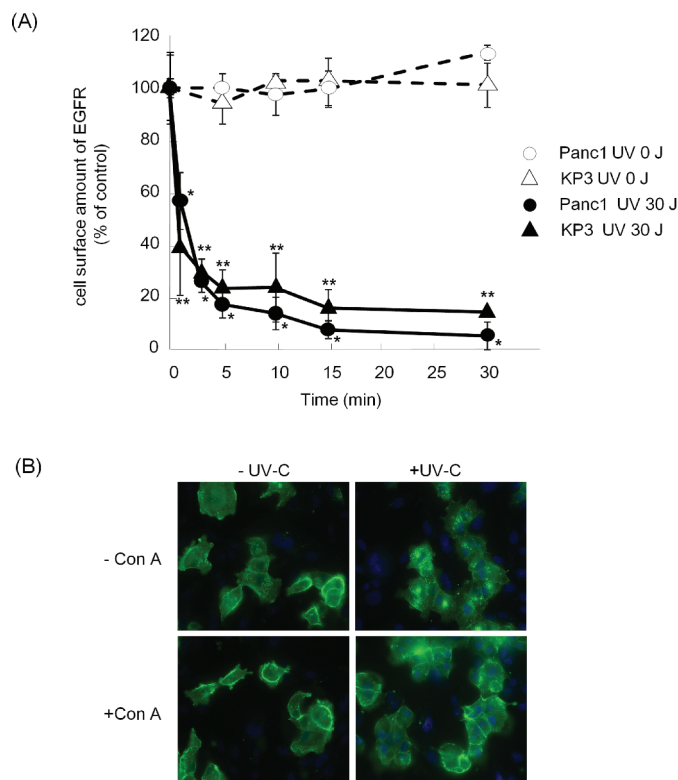 (A)
cell surface amount of EGFR
(% of control)
120
100
80
60
40
20
0
*
**
**
*
**
*
**
*
**
*
**
*
0 5 10 15 20 25 30
Time (min)
Panc1 UV 0 J
KP3 UV 0 J
Panc1 UV 30 J
KP3 UV 30 J
(B)
- UV-C
+UV-C
- Con A
+Con A